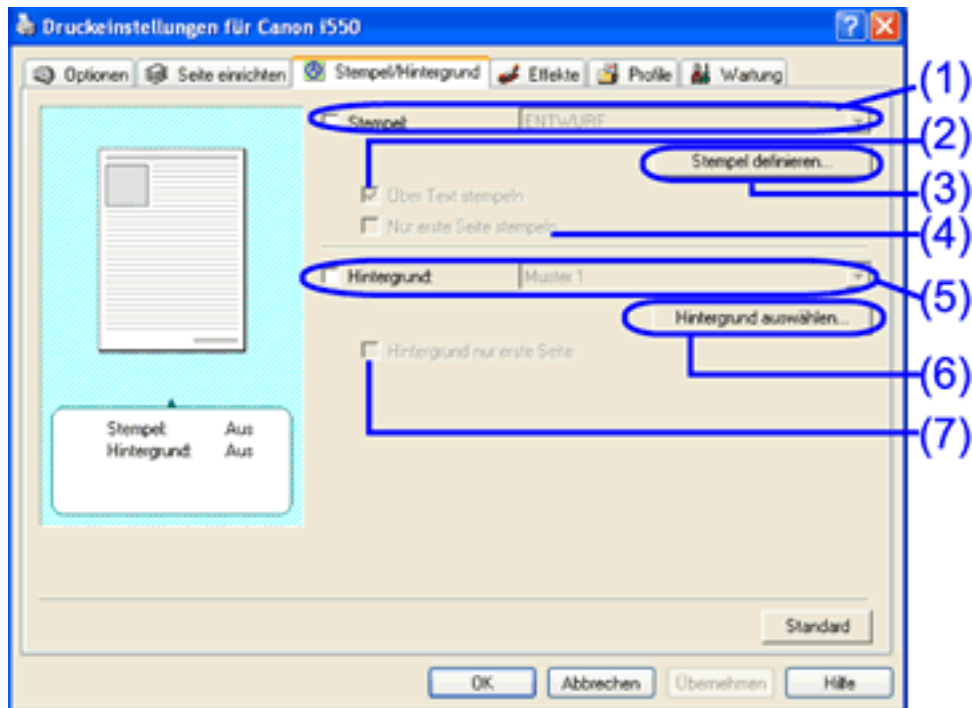 Druckeinstellungen für Canon i550
Optionen Seite einrichten Stempel/Hintergrund Effekte Profile Wartung
(1)
Stempel: ENTWURF
(2)
Stempel definieren...
(3)
Über Text stempeln
Nur erste Seite stempeln
(4)
Hintergrund: Muster 1
(5)
Hintergrund auswählen...
(6)
Hintergrund nur erste Seite
(7)
Stempel: Aus
Hintergrund: Aus
Standard
OK Abbrechen Übernehmen Hilfe